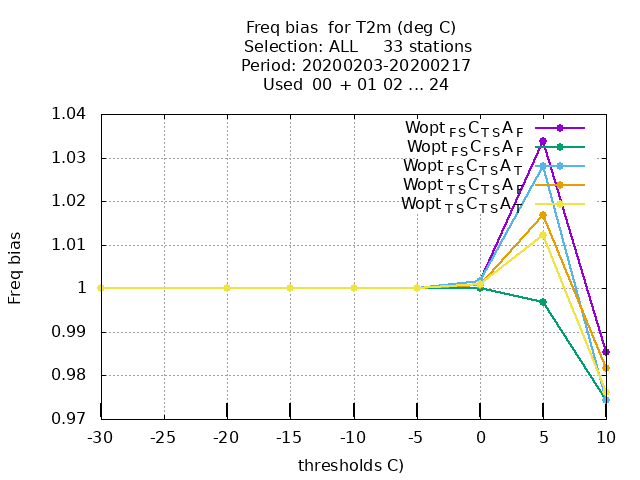 Freq bias  for T2m (deg C)
Selection: ALL     33 stations
Period: 20200203-20200217
Used  00 + 01 02 ... 24
1.04
1.03
1.02
1.01
1
0.99
0.98
0.97
Freq bias
Wopt FS C TS A F
Wopt FS C FS A F
Wopt FS C TS A T
Wopt TS C TS A F
Wopt TS C TS A T
-30 -25 -20 -15 -10 -5 0 5 10
thresholds C)